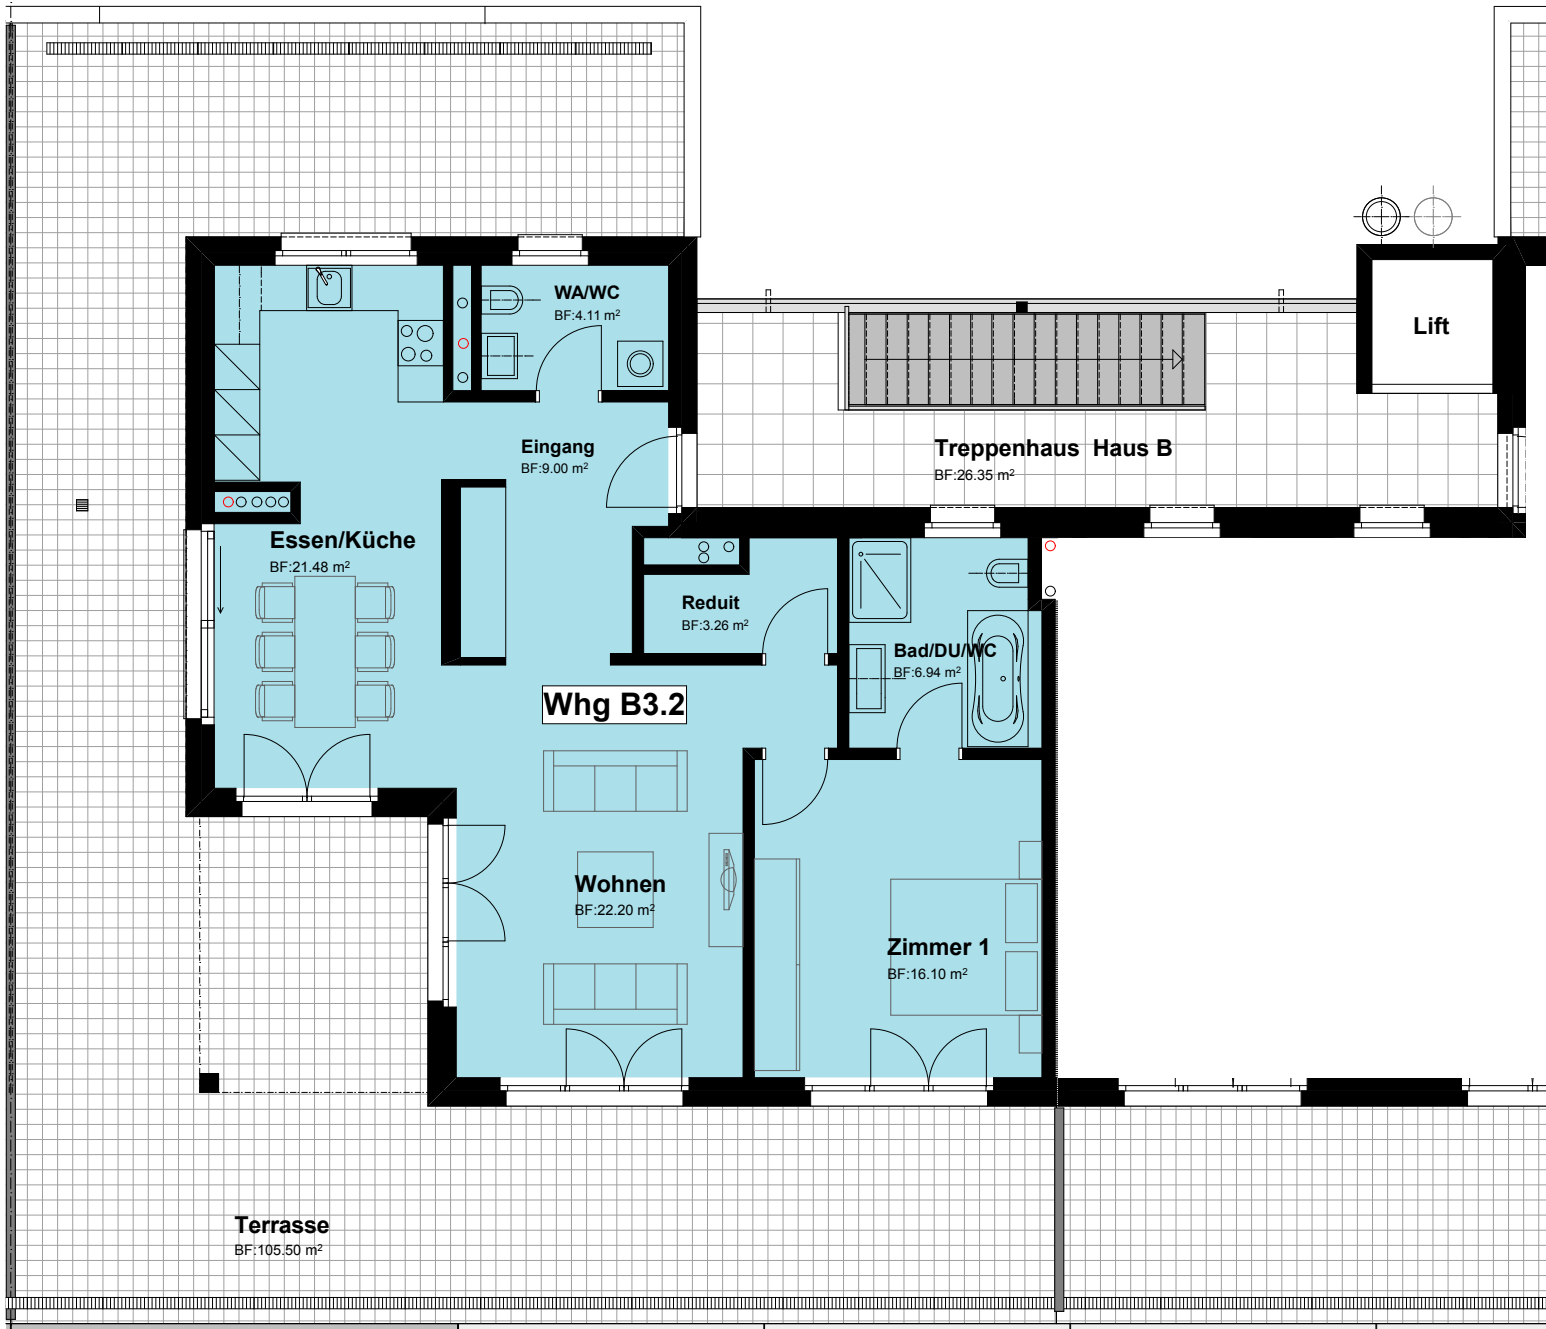 WA/WC
BF:4.11 m²
Lift
Eingang
BF:9.00 m²
Treppenhaus Haus B
BF:26.35 m²
Essen/Küche
BF:21.48 m²
Reduit
BF:3.26 m²
Bad/DU/WC
BF:6.94 m²
Whg B3.2
Wohnen
BF:22.20 m²
Zimmer 1
BF:16.10 m²
Terrasse
BF:105.50 m²